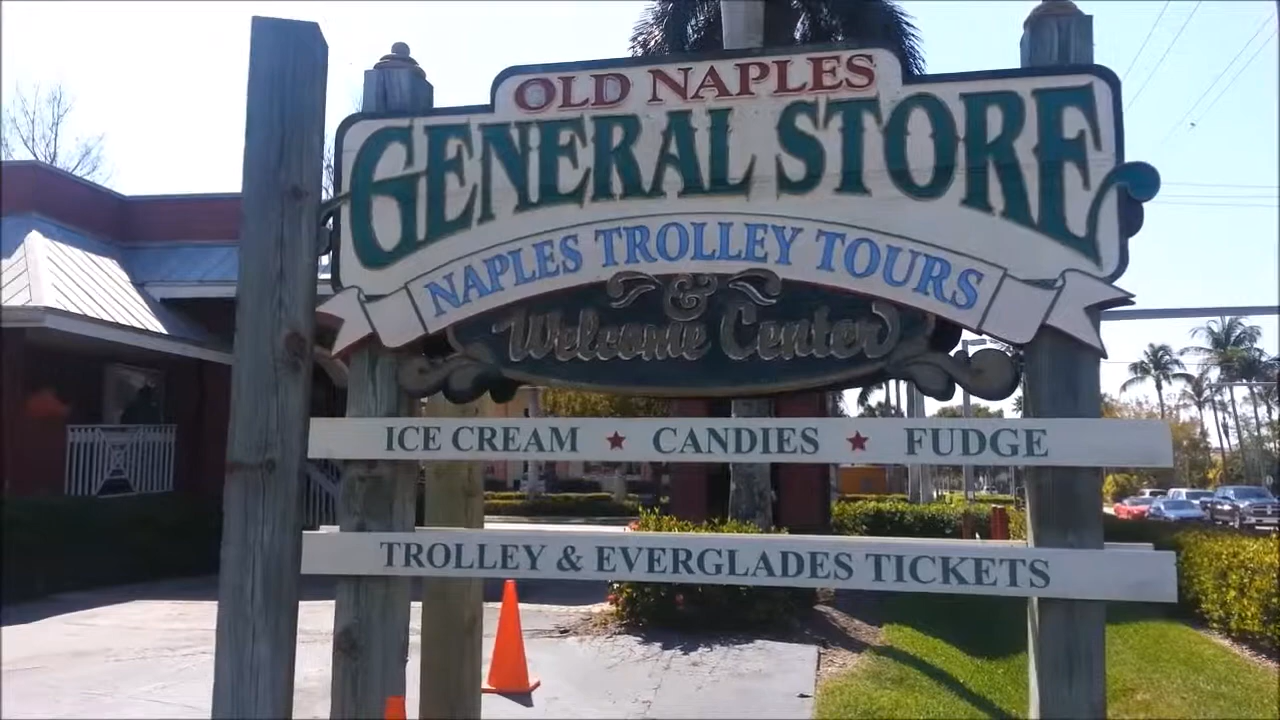 OLD NAPLES
GENERAL STORE
NAPLES TROLLEY TOURS
&
Welcome Center
ICE CREAM ★ CANDIES ★ FUDGE
TROLLEY & EVERGLADES TICKETS